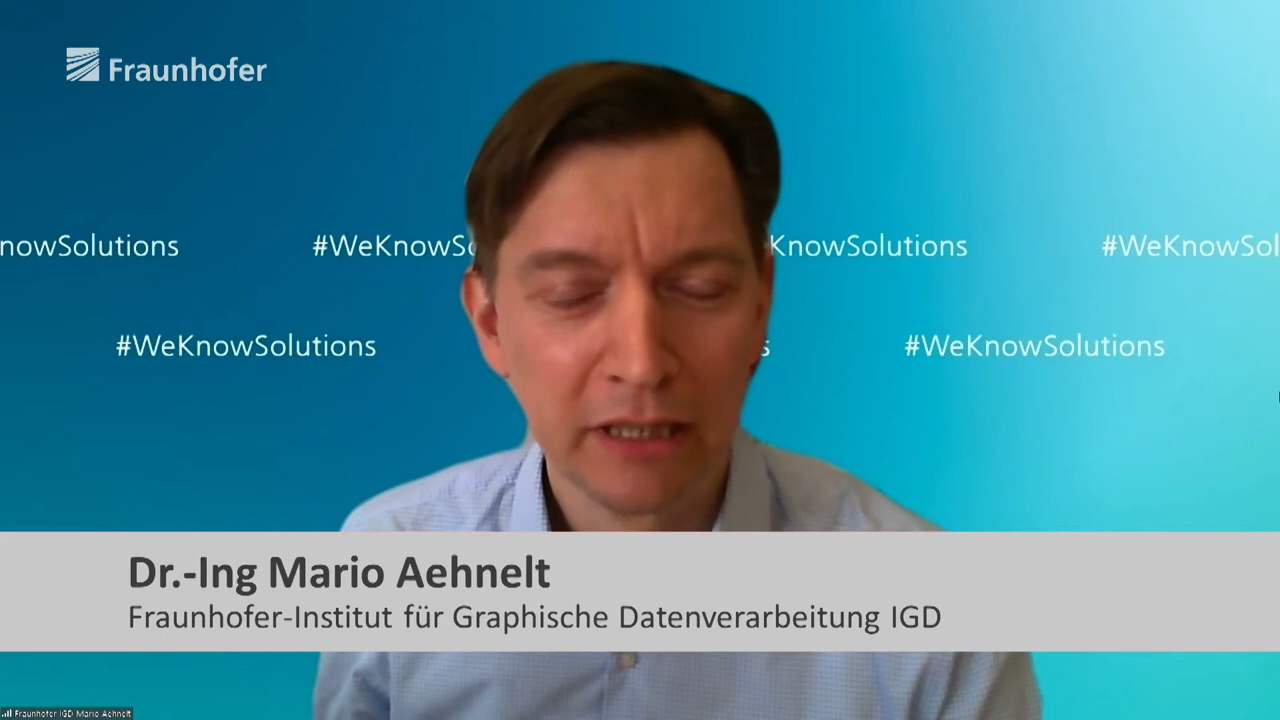 Fraunhofer
nowSolutions #WeKnowSo KnowSolutions #WeKnowSol
#WeKnowSolutions s #WeKnowSolutions
Dr.-Ing Mario Aehnelt
Fraunhofer-Institut für Graphische Datenverarbeitung IGD
Fraunhofer IGD Mario Aehnelt